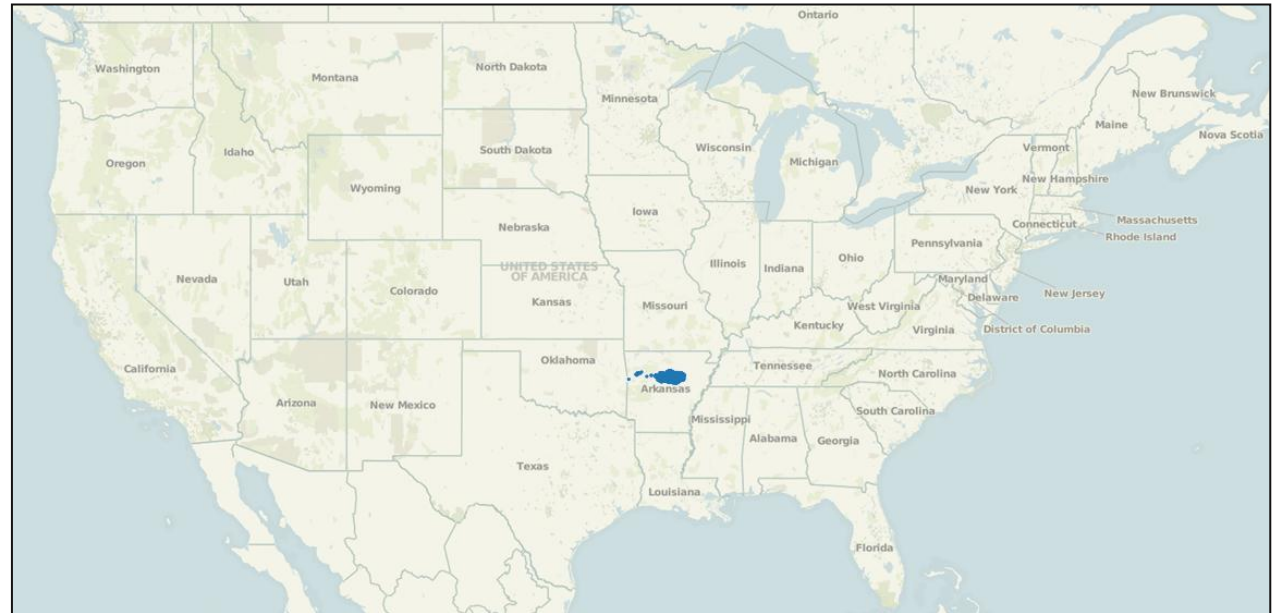 Ontario
Washington
Montana
North Dakota
Minnesota
New Brunswick
Maine
Nova Scotia
Oregon
Idaho
South Dakota
Wisconsin
Michigan
Vermont
New Hampshire
New York
Wyoming
Iowa
Massachusetts
Connecticut
Rhode Island
Nebraska
Pennsylvania
UNITED STATES
OF AMERICA
Illinois
Indiana
Ohio
Nevada
Utah
Colorado
Kansas
Missouri
Maryland
Delaware
New Jersey
West Virginia
Kentucky
Virginia
District of Columbia
California
Oklahoma
Tennessee
North Carolina
Arkansas
Arizona
New Mexico
Mississippi
South Carolina
Alabama
Georgia
Texas
Louisiana
Florida